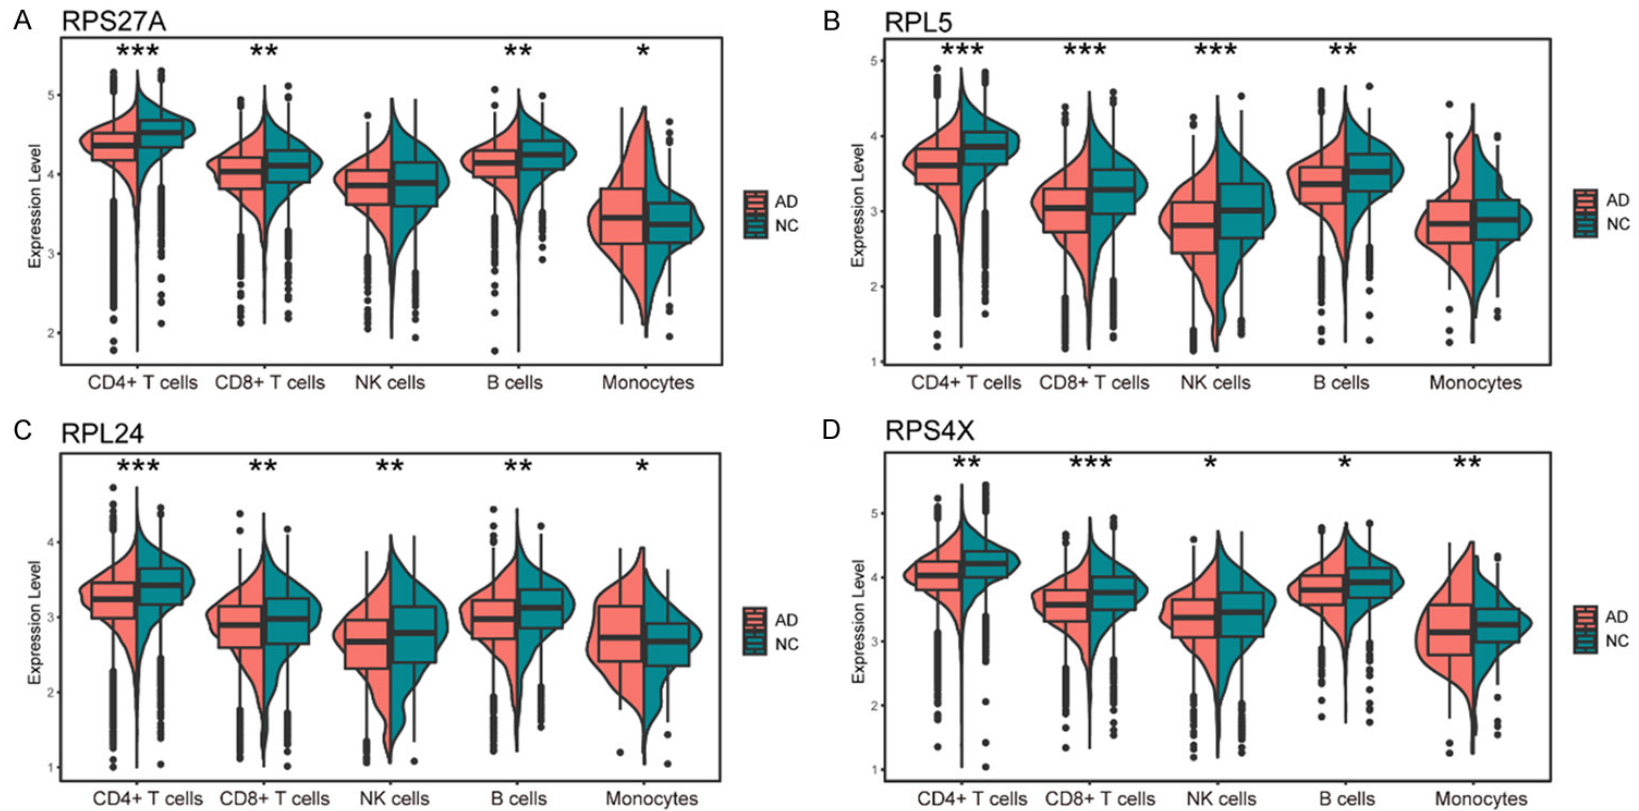 A RPS27A
*** ** ** *
Expression Level
5
4
3
2
CD4+ T cells CD8+ T cells NK cells B cells Monocytes
AD
NC
B RPL5
*** *** *** **
Expression Level
5
4
3
2
1
CD4+ T cells CD8+ T cells NK cells B cells Monocytes
AD
NC
C RPL24
*** ** ** ** *
Expression Level
4
3
2
1
CD4+ T cells CD8+ T cells NK cells B cells Monocytes
AD
NC
D RPS4X
** *** * * **
Expression Level
5
4
3
2
1
CD4+ T cells CD8+ T cells NK cells B cells Monocytes
AD
NC